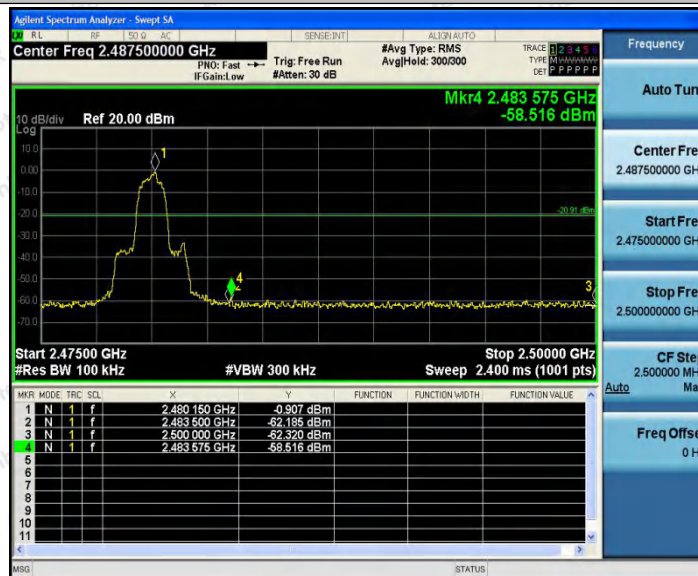 Agilent Spectrum Analyzer - Swept SA
LXI RL RF 50 Ω AC SENSE:INT ALIGN AUTO
Center Freq 2.487500000 GHz
PNO: Fast
IFGain:Low
Trig: Free Run
#Atten: 30 dB
#Avg Type: RMS
Avg|Hold: 300/300
TRACE 1 2 3 4 5 6
TYPE M
DET P P P P P P
Mkr4 2.483 575 GHz
-58.516 dBm
10 dB/div Ref 20.00 dBm
Log
10.0
0.00
-10.0
-20.0
-30.0
-40.0
-50.0
-60.0
-70.0
1
-20.91 dBm
4
3
Start 2.47500 GHz Stop 2.50000 GHz
#Res BW 100 kHz #VBW 300 kHz Sweep 2.400 ms (1001 pts)
MKR MODE TRC SCL X Y FUNCTION FUNCTION WIDTH FUNCTION VALUE
1 N 1 f 2.480 150 GHz -0.907 dBm
2 N 1 f 2.483 500 GHz -62.185 dBm
3 N 1 f 2.500 000 GHz -62.320 dBm
4 N 1 f 2.483 575 GHz -58.516 dBm
5
6
7
8
9
10
11
MSG STATUS
Frequency
Auto Tun
Center Fre
2.487500000 GH
Start Fre
2.475000000 GH
Stop Fre
2.500000000 GH
CF Ste
2.500000 MH
Auto Ma
Freq Offse
0 H